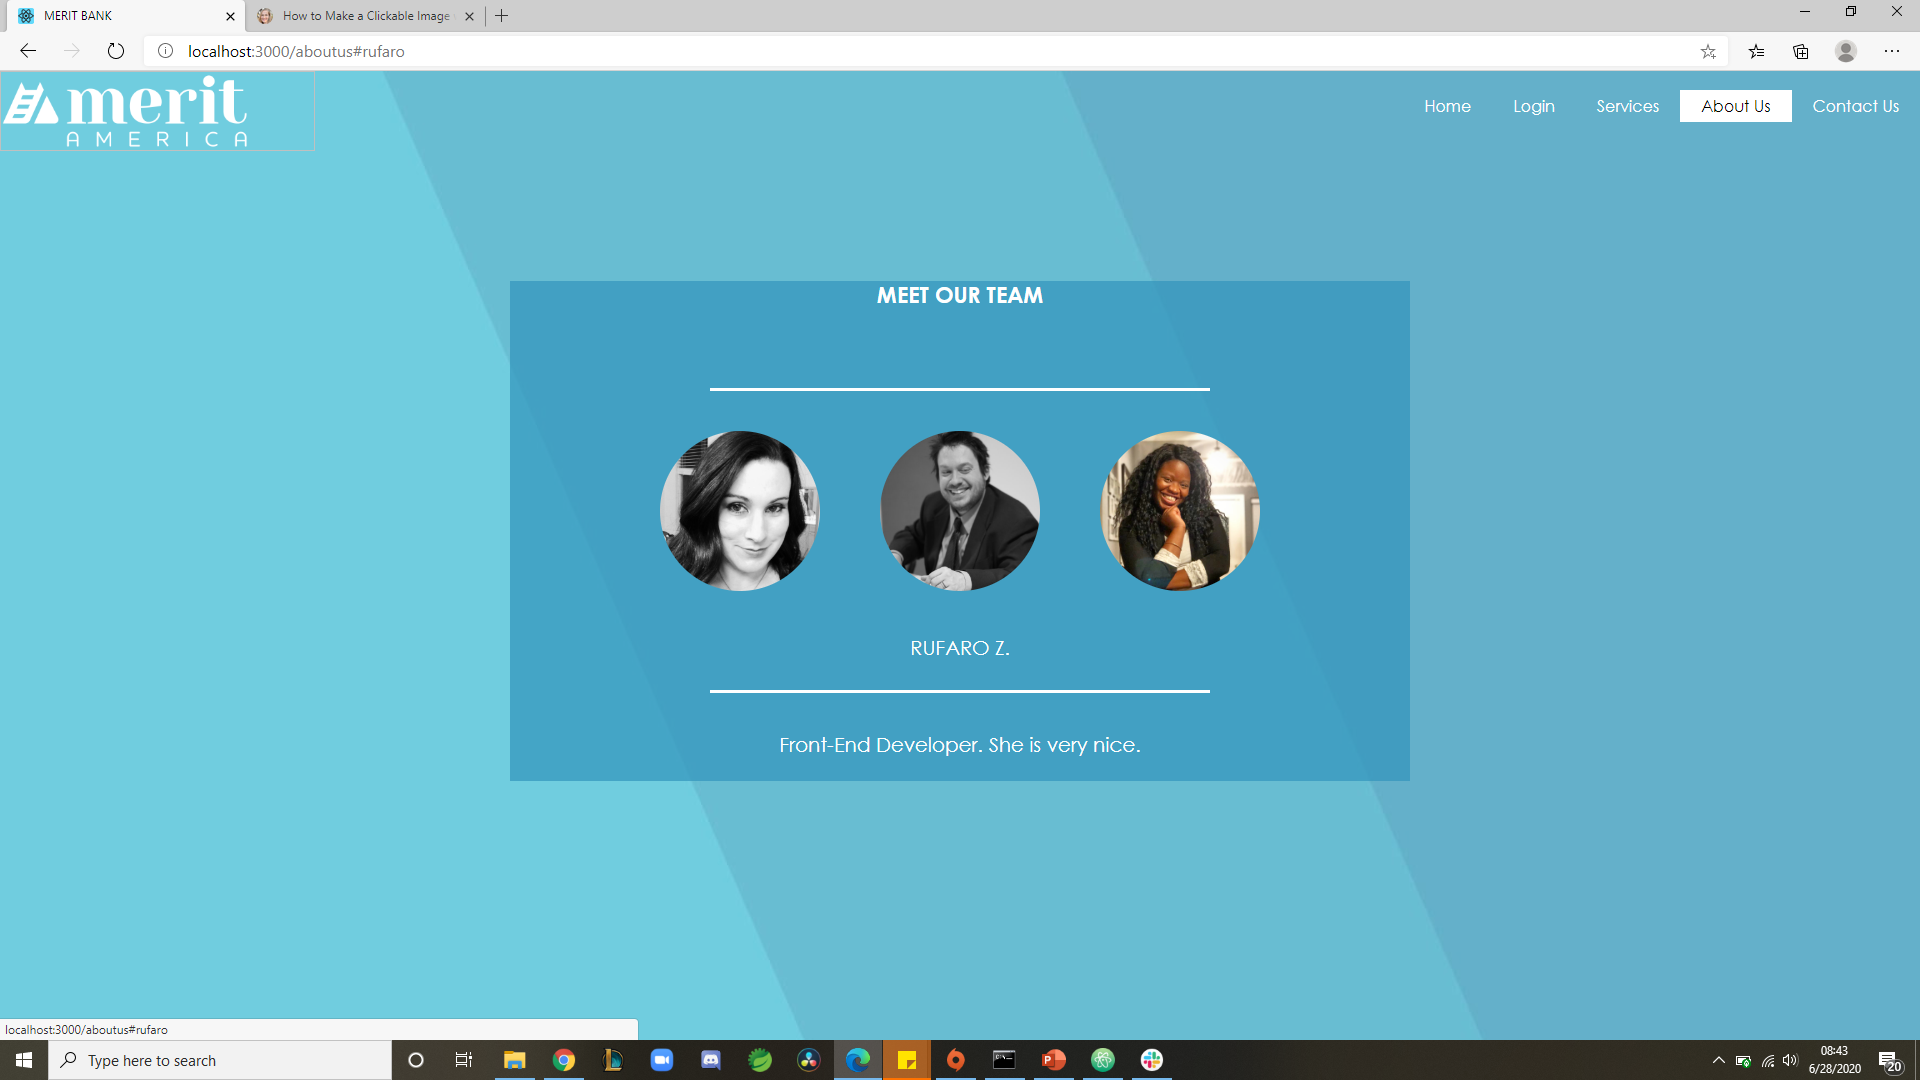 MERIT BANK
How to Make a Clickable Image
localhost:3000/aboutus#rufaro
merit
AMERICA
Home
Login
Services
About Us
Contact Us
MEET OUR TEAM
RUFARO Z.
Front-End Developer. She is very nice.
localhost:3000/aboutus#rufaro
Type here to search
08:43
6/28/2020
20